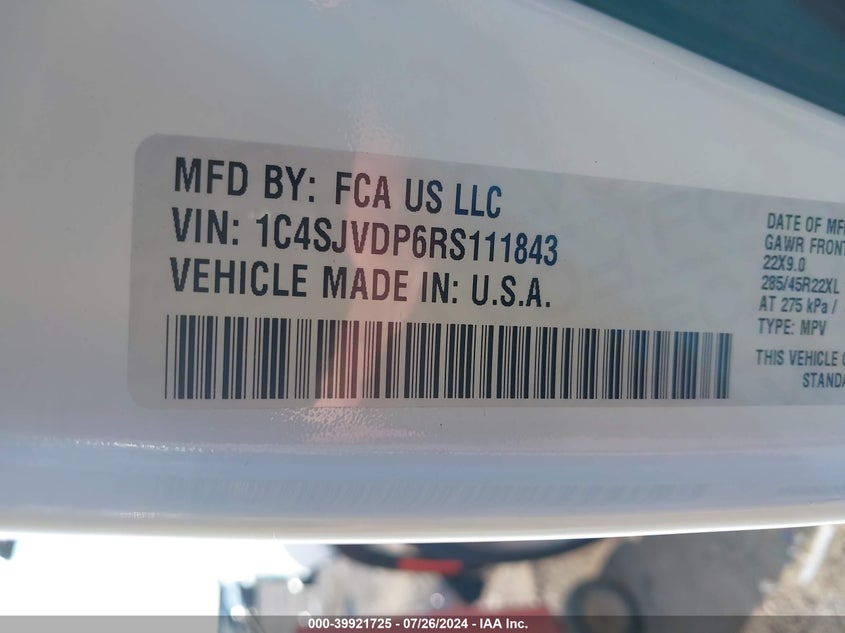 MFD BY: FCA US LLC
VIN: 1C4SJVDP6RS111843
VEHICLE MADE IN: U.S.A.
DATE OF MF
GAWR FRONT
22X9.0
285/45R22XL
AT 275 kPa /
TYPE: MPV
THIS VEHICLE
STANDA
000-39921725 - 07/26/2024 - IAA Inc.